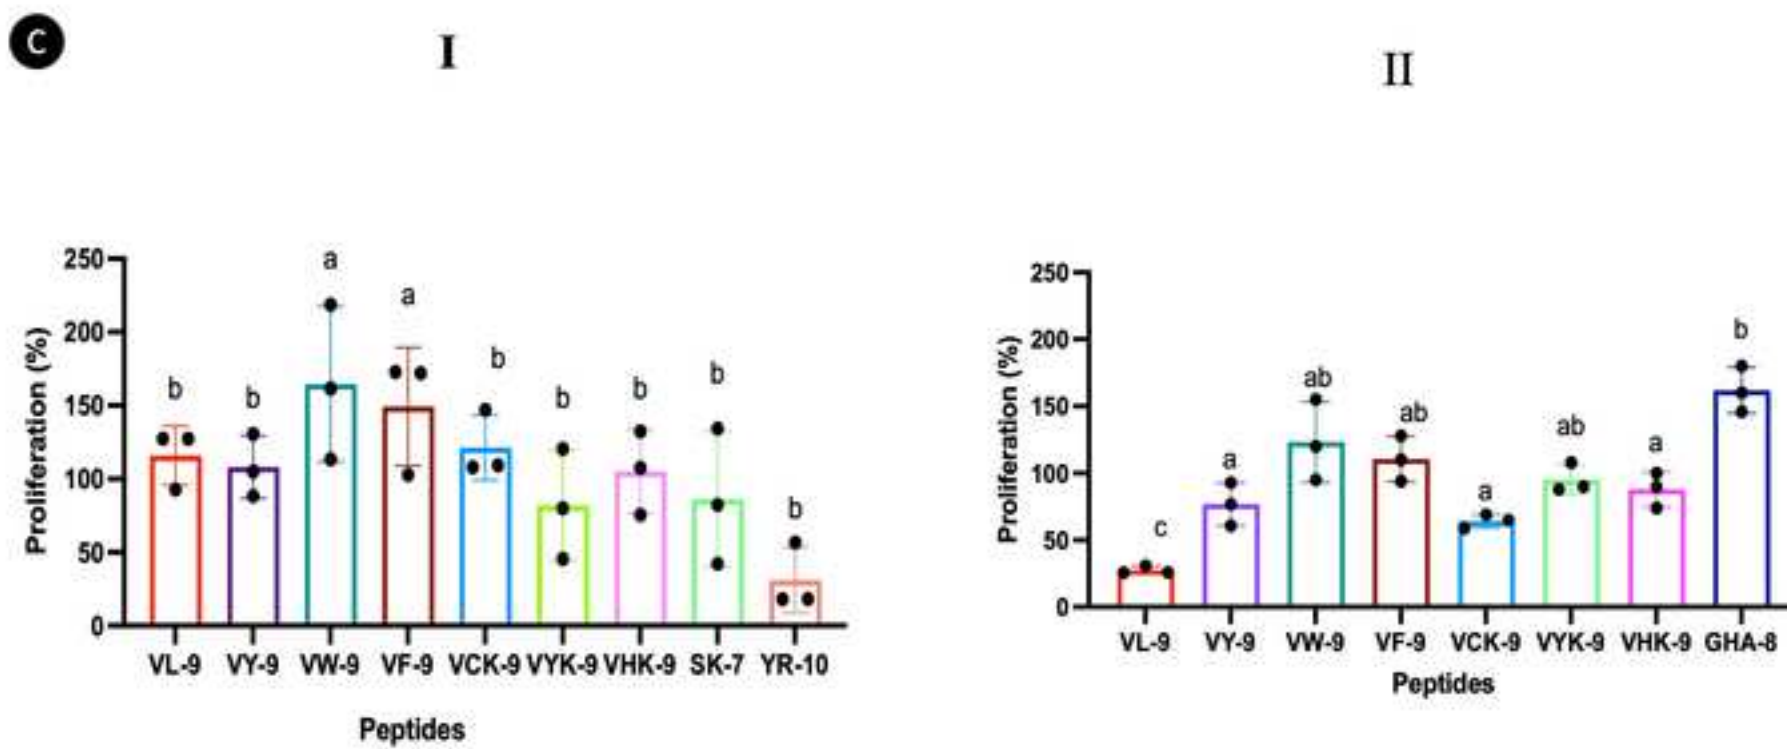 C
I
II
250
200
150
100
50
0
Proliferation (%)
b
b
a
a
b
b
b
b
b
VL-9 VY-9 VW-9 VF-9 VCK-9 VYK-9 VHK-9 SK-7 YR-10
Peptides
250
200
150
100
50
0
Proliferation (%)
c
a
ab
ab
a
ab
a
b
VL-9 VY-9 VW-9 VF-9 VCK-9 VYK-9 VHK-9 GHA-8
Peptides